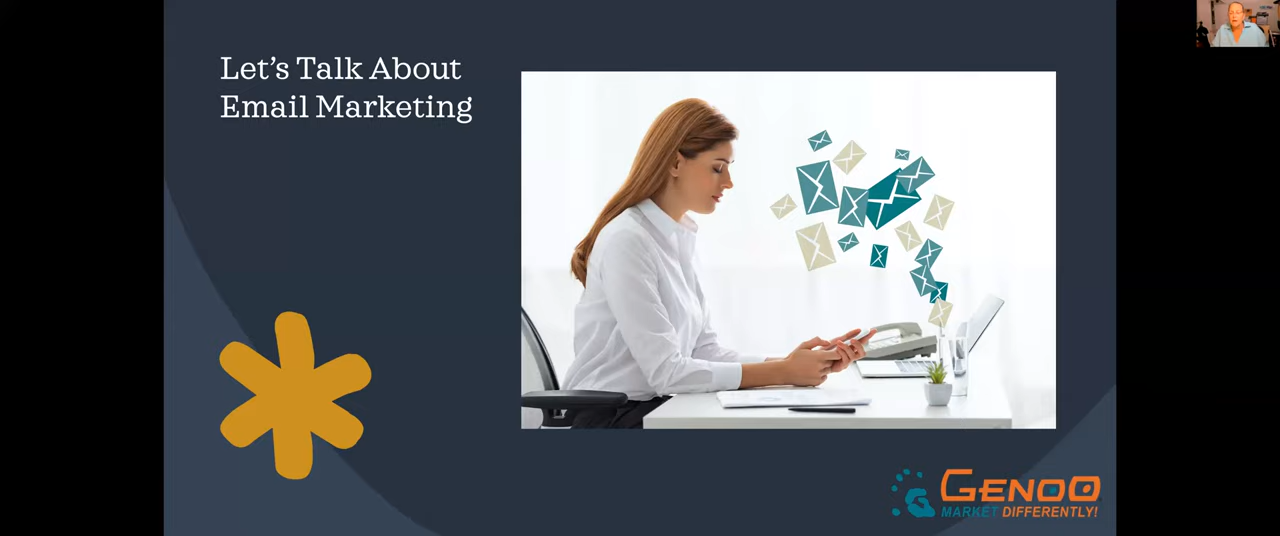 Let's Talk About
Email Marketing
GENOO
MARKET DIFFERENTLY!